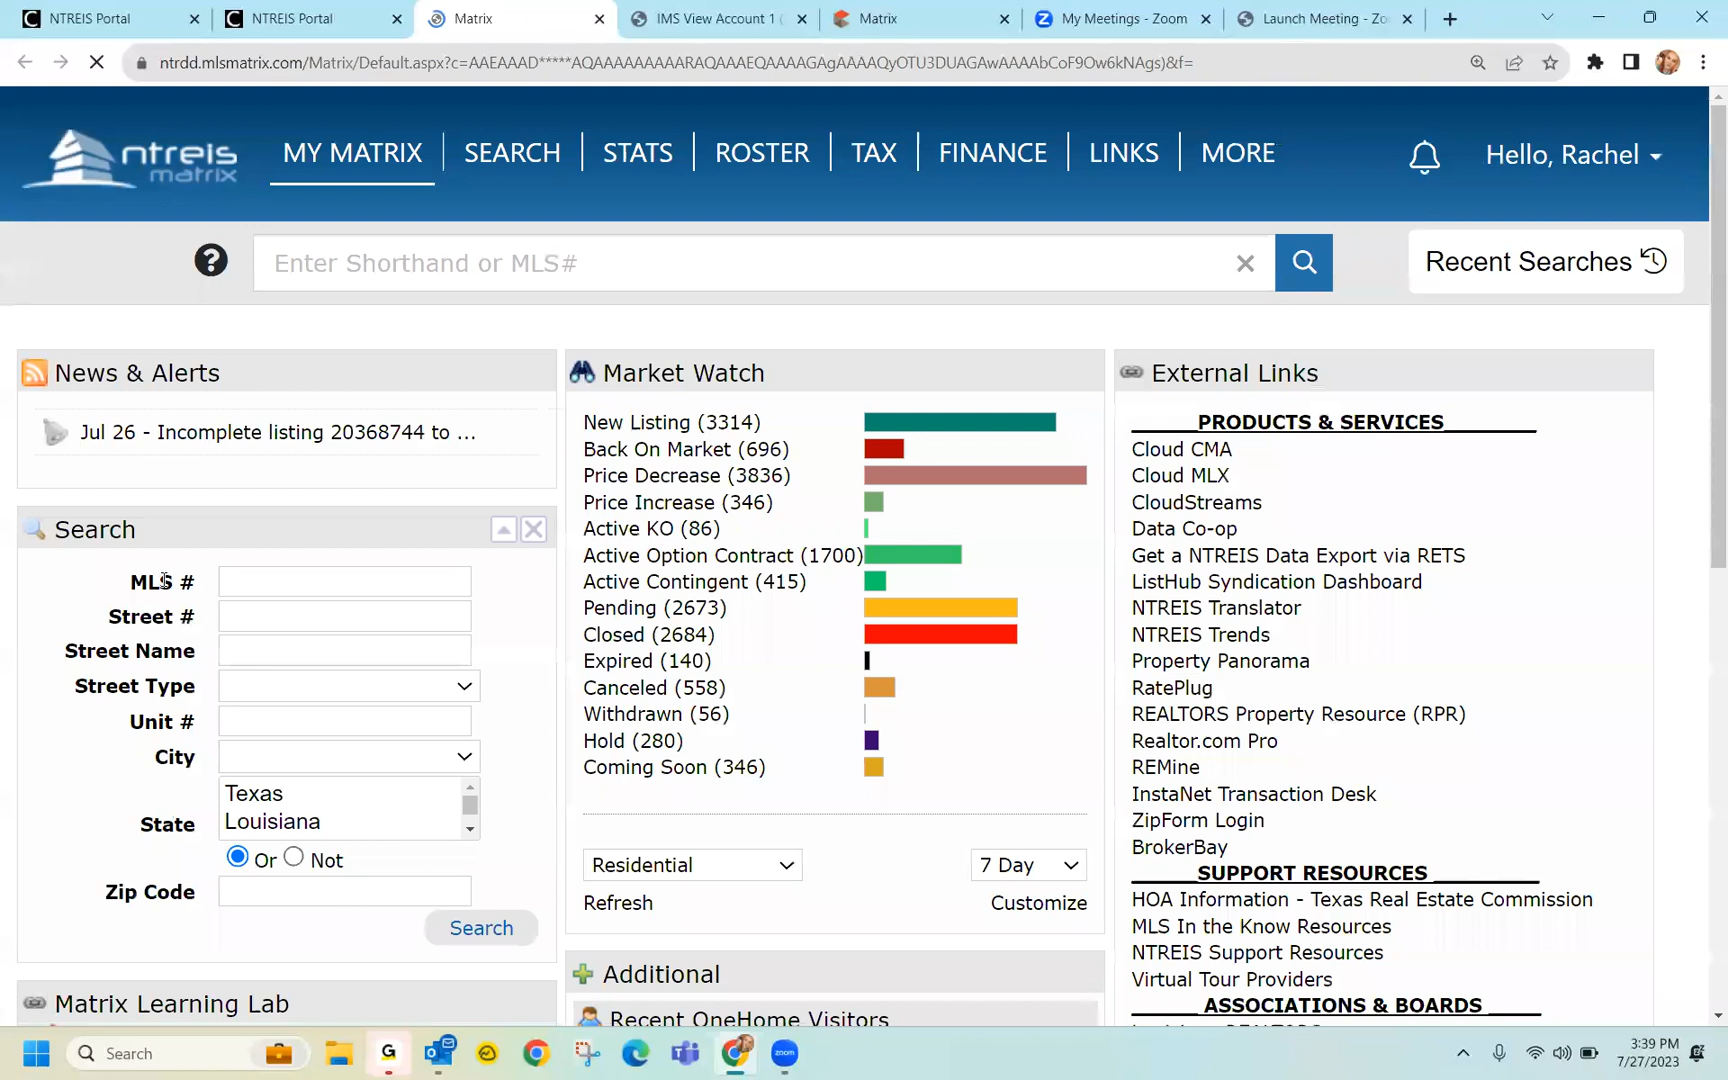 NTREIS Portal
NTREIS Portal
Matrix
IMS View Account 1 (
Matrix
My Meetings - Zoom
Launch Meeting - Zo
ntrdd.mlsmatrix.com/Matrix/Default.aspx?c=AAEAAAD*****AQAAAAAAAAARAQAAAEQAAAAGAgAAAAQyOTU3DUAGAwAAAAbCoF9Ow6kNAgs)&f=
ntreis matrix
MY MATRIX
SEARCH
STATS
ROSTER
TAX
FINANCE
LINKS
MORE
Hello, Rachel
Enter Shorthand or MLS#
Recent Searches
News & Alerts
Jul 26 - Incomplete listing 20368744 to ...
Search
MLS #
Street #
Street Name
Street Type
Unit #
City
State
Texas
Louisiana
Or
Not
Zip Code
Search
Matrix Learning Lab
Market Watch
New Listing (3314)
Back On Market (696)
Price Decrease (3836)
Price Increase (346)
Active KO (86)
Active Option Contract (1700)
Active Contingent (415)
Pending (2673)
Closed (2684)
Expired (140)
Canceled (558)
Withdrawn (56)
Hold (280)
Coming Soon (346)
Residential
7 Day
Refresh
Customize
Additional
Recent OneHome Visitors
External Links
PRODUCTS & SERVICES
Cloud CMA
Cloud MLX
CloudStreams
Data Co-op
Get a NTREIS Data Export via RETS
ListHub Syndication Dashboard
NTREIS Translator
NTREIS Trends
Property Panorama
RatePlug
REALTORS Property Resource (RPR)
Realtor.com Pro
REMine
InstaNet Transaction Desk
ZipForm Login
BrokerBay
SUPPORT RESOURCES
HOA Information - Texas Real Estate Commission
MLS In the Know Resources
NTREIS Support Resources
Virtual Tour Providers
ASSOCIATIONS & BOARDS
Search
G
zoom
3:39 PM
7/27/2023